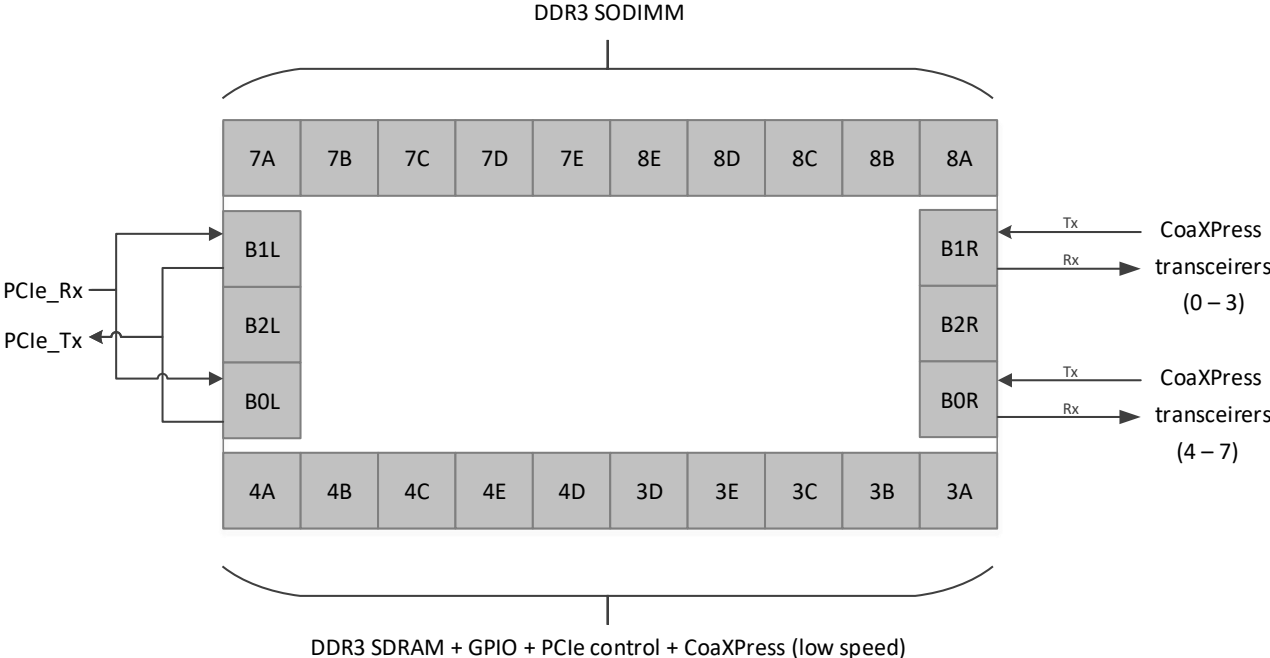 DDR3 SODIMM
7A 7B 7C 7D 7E 8E 8D 8C 8B 8A
B1L
B2L
B0L
PCIe_Rx
PCIe_Tx
B1R
B2R
B0R
Tx
Rx
CoaXPress
transceirers
(0 – 3)
Tx
Rx
CoaXPress
transceirers
(4 – 7)
4A 4B 4C 4E 4D 3D 3E 3C 3B 3A
DDR3 SDRAM + GPIO + PCIe control + CoaXPress (low speed)